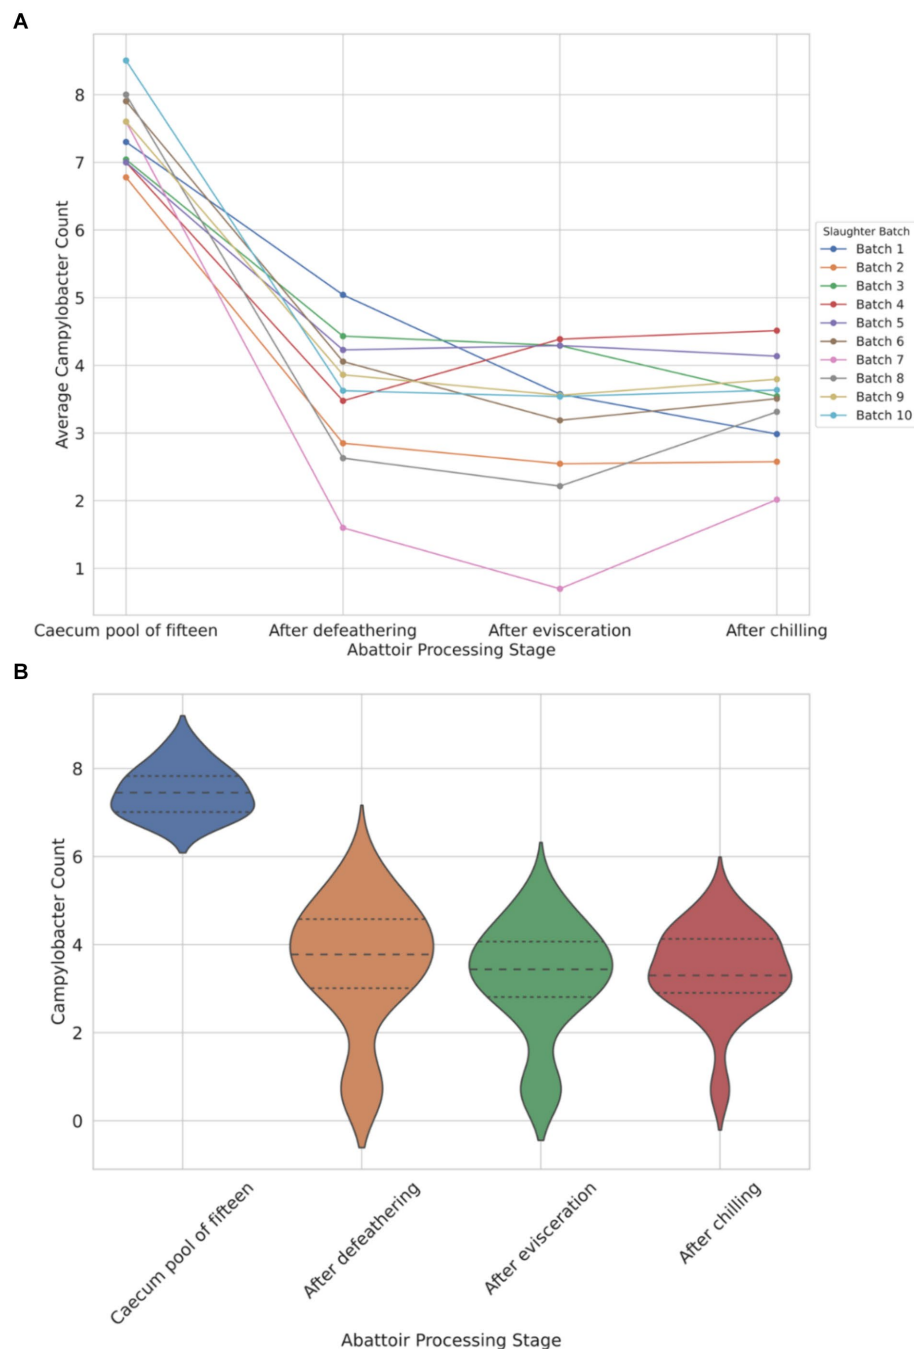 A
8
7
6
5
4
3
2
1
Average Campylobacter Count
Caecum pool of fifteen After defeathering After evisceration After chilling
Abattoir Processing Stage
Slaughter Batch
Batch 1
Batch 2
Batch 3
Batch 4
Batch 5
Batch 6
Batch 7
Batch 8
Batch 9
Batch 10
B
8
6
4
2
0
Campylobacter Count
Caecum pool of fifteen
After defeathering
After evisceration
After chilling
Abattoir Processing Stage